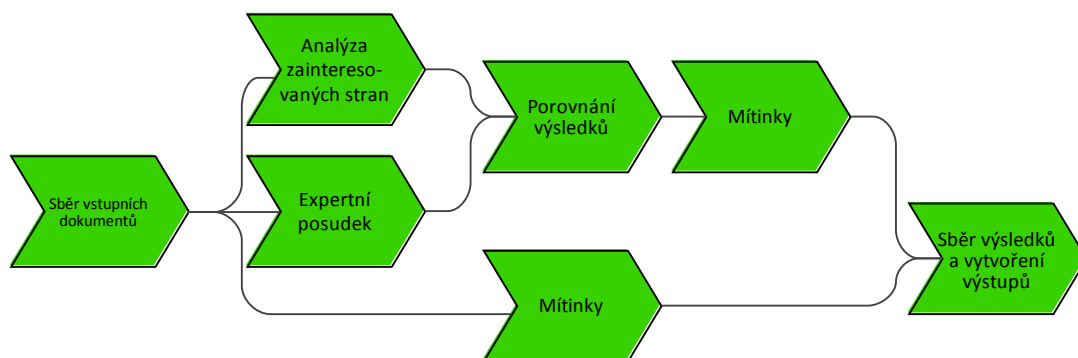 Analýza
zaintereso-
vaných stran
Porovnání
výsledků
Mítinky
Sběr vstupních
dokumentů
Expertní
posudek
Sběr výsledků
a vytvoření
výstupů
Mítinky